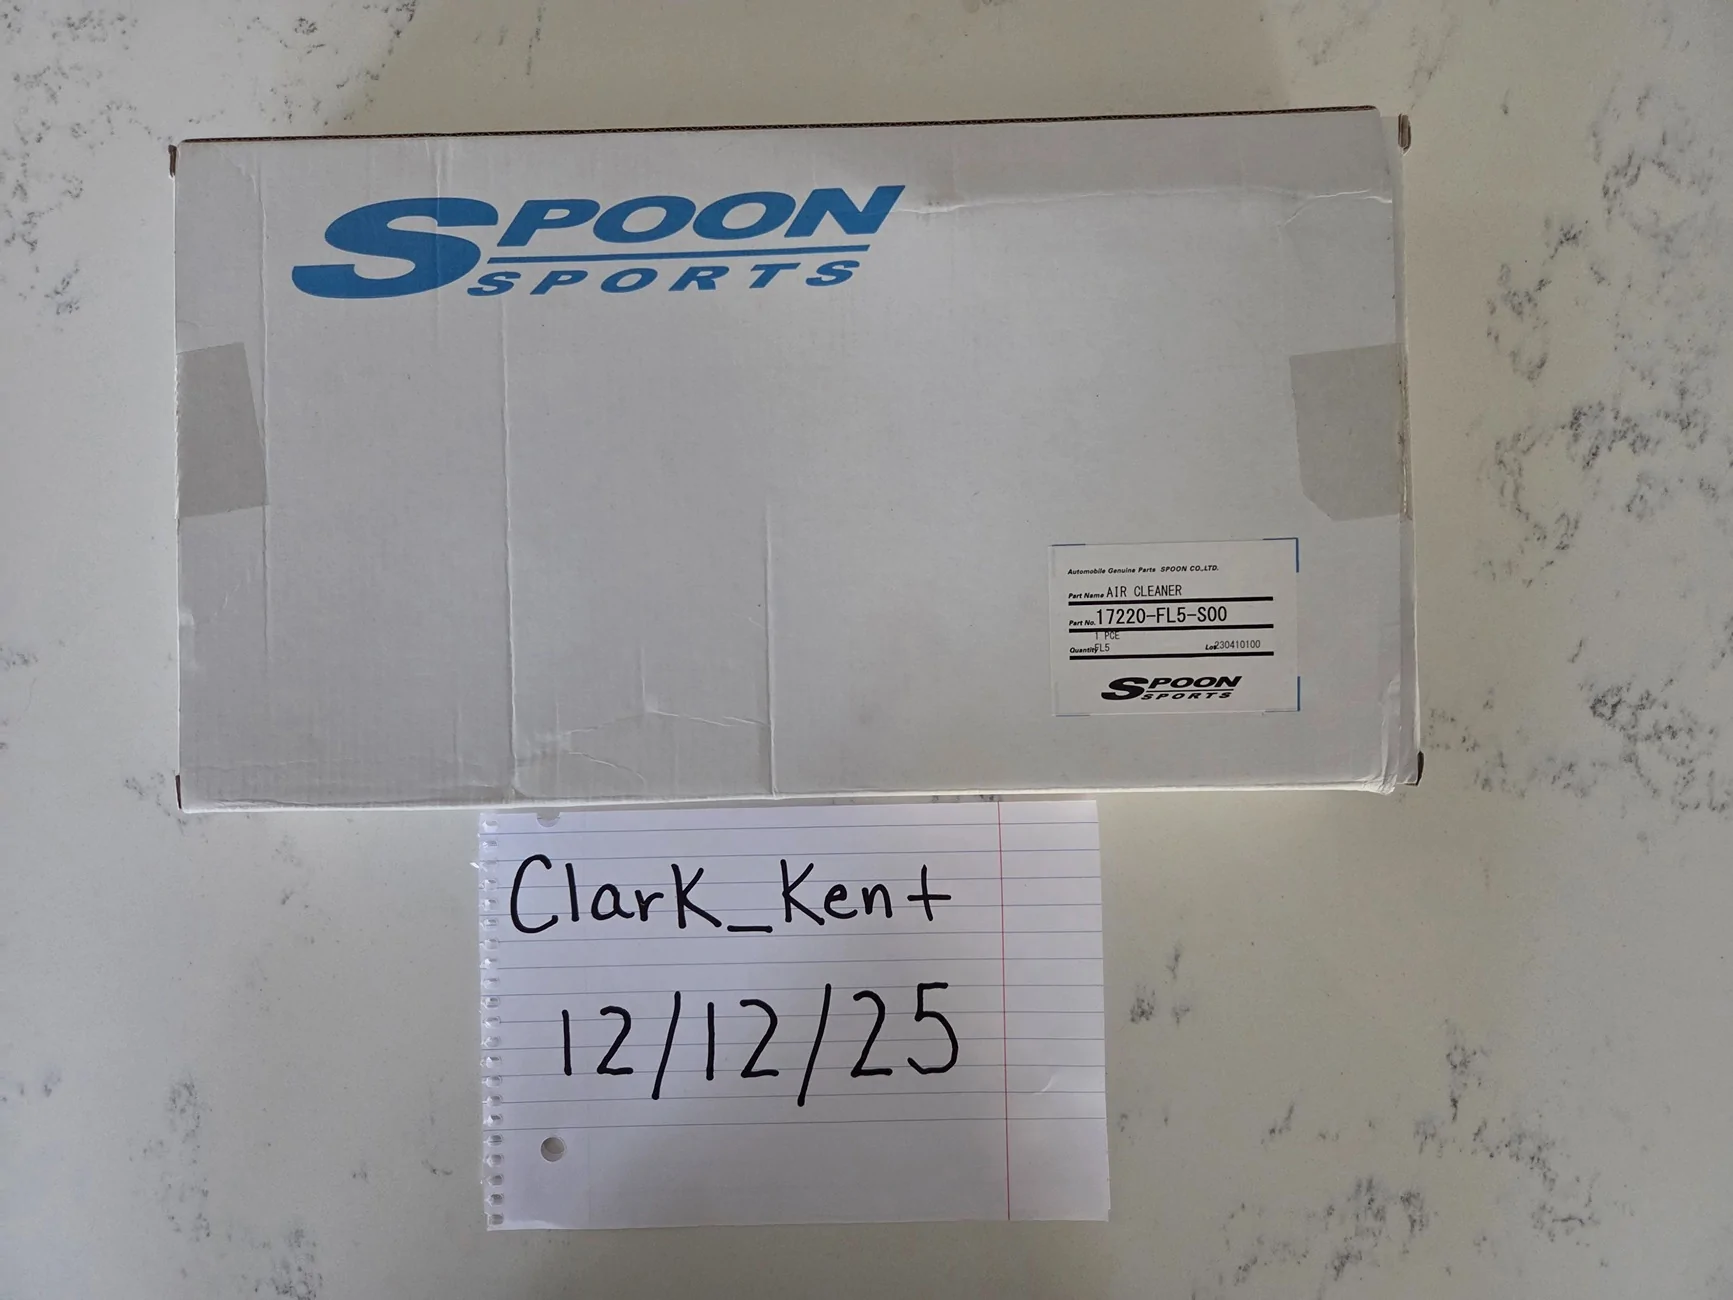 SPOON
SPORTS
Automobile Genuine Parts SPOON CO.,LTD.
Part Name AIR CLEANER
Part No. 17220-FL5-S00
1 PCE
Quantity FL5 Lot 230410100
SPOON
SPORTS
Clark_Kent
12/12/25